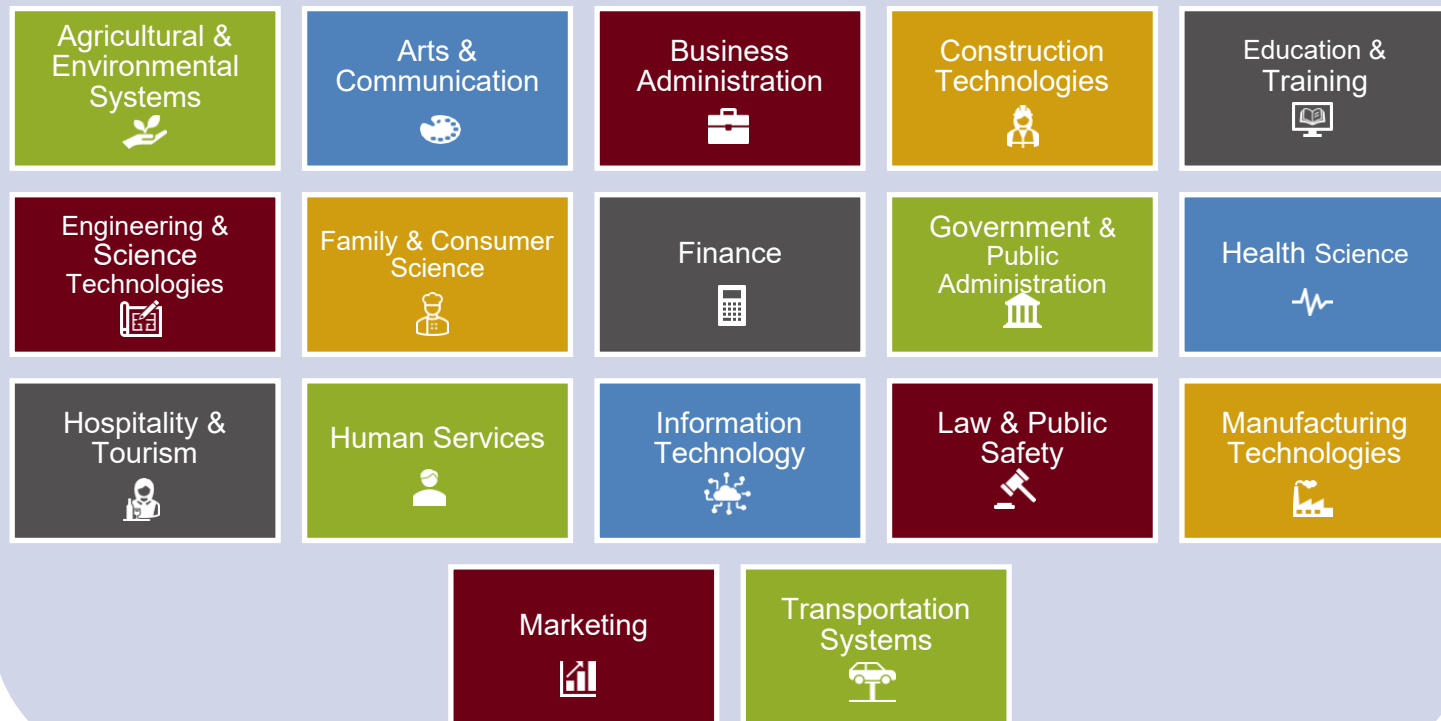 Agricultural &
Environmental
Systems
Arts &
Communication
Business
Administration
Construction
Technologies
Education &
Training
Engineering &
Science
Technologies
Family & Consumer
Science
Finance
Government &
Public
Administration
Health Science
Hospitality &
Tourism
Human Services
Information
Technology
Law & Public
Safety
Manufacturing
Technologies
Marketing
Transportation
Systems